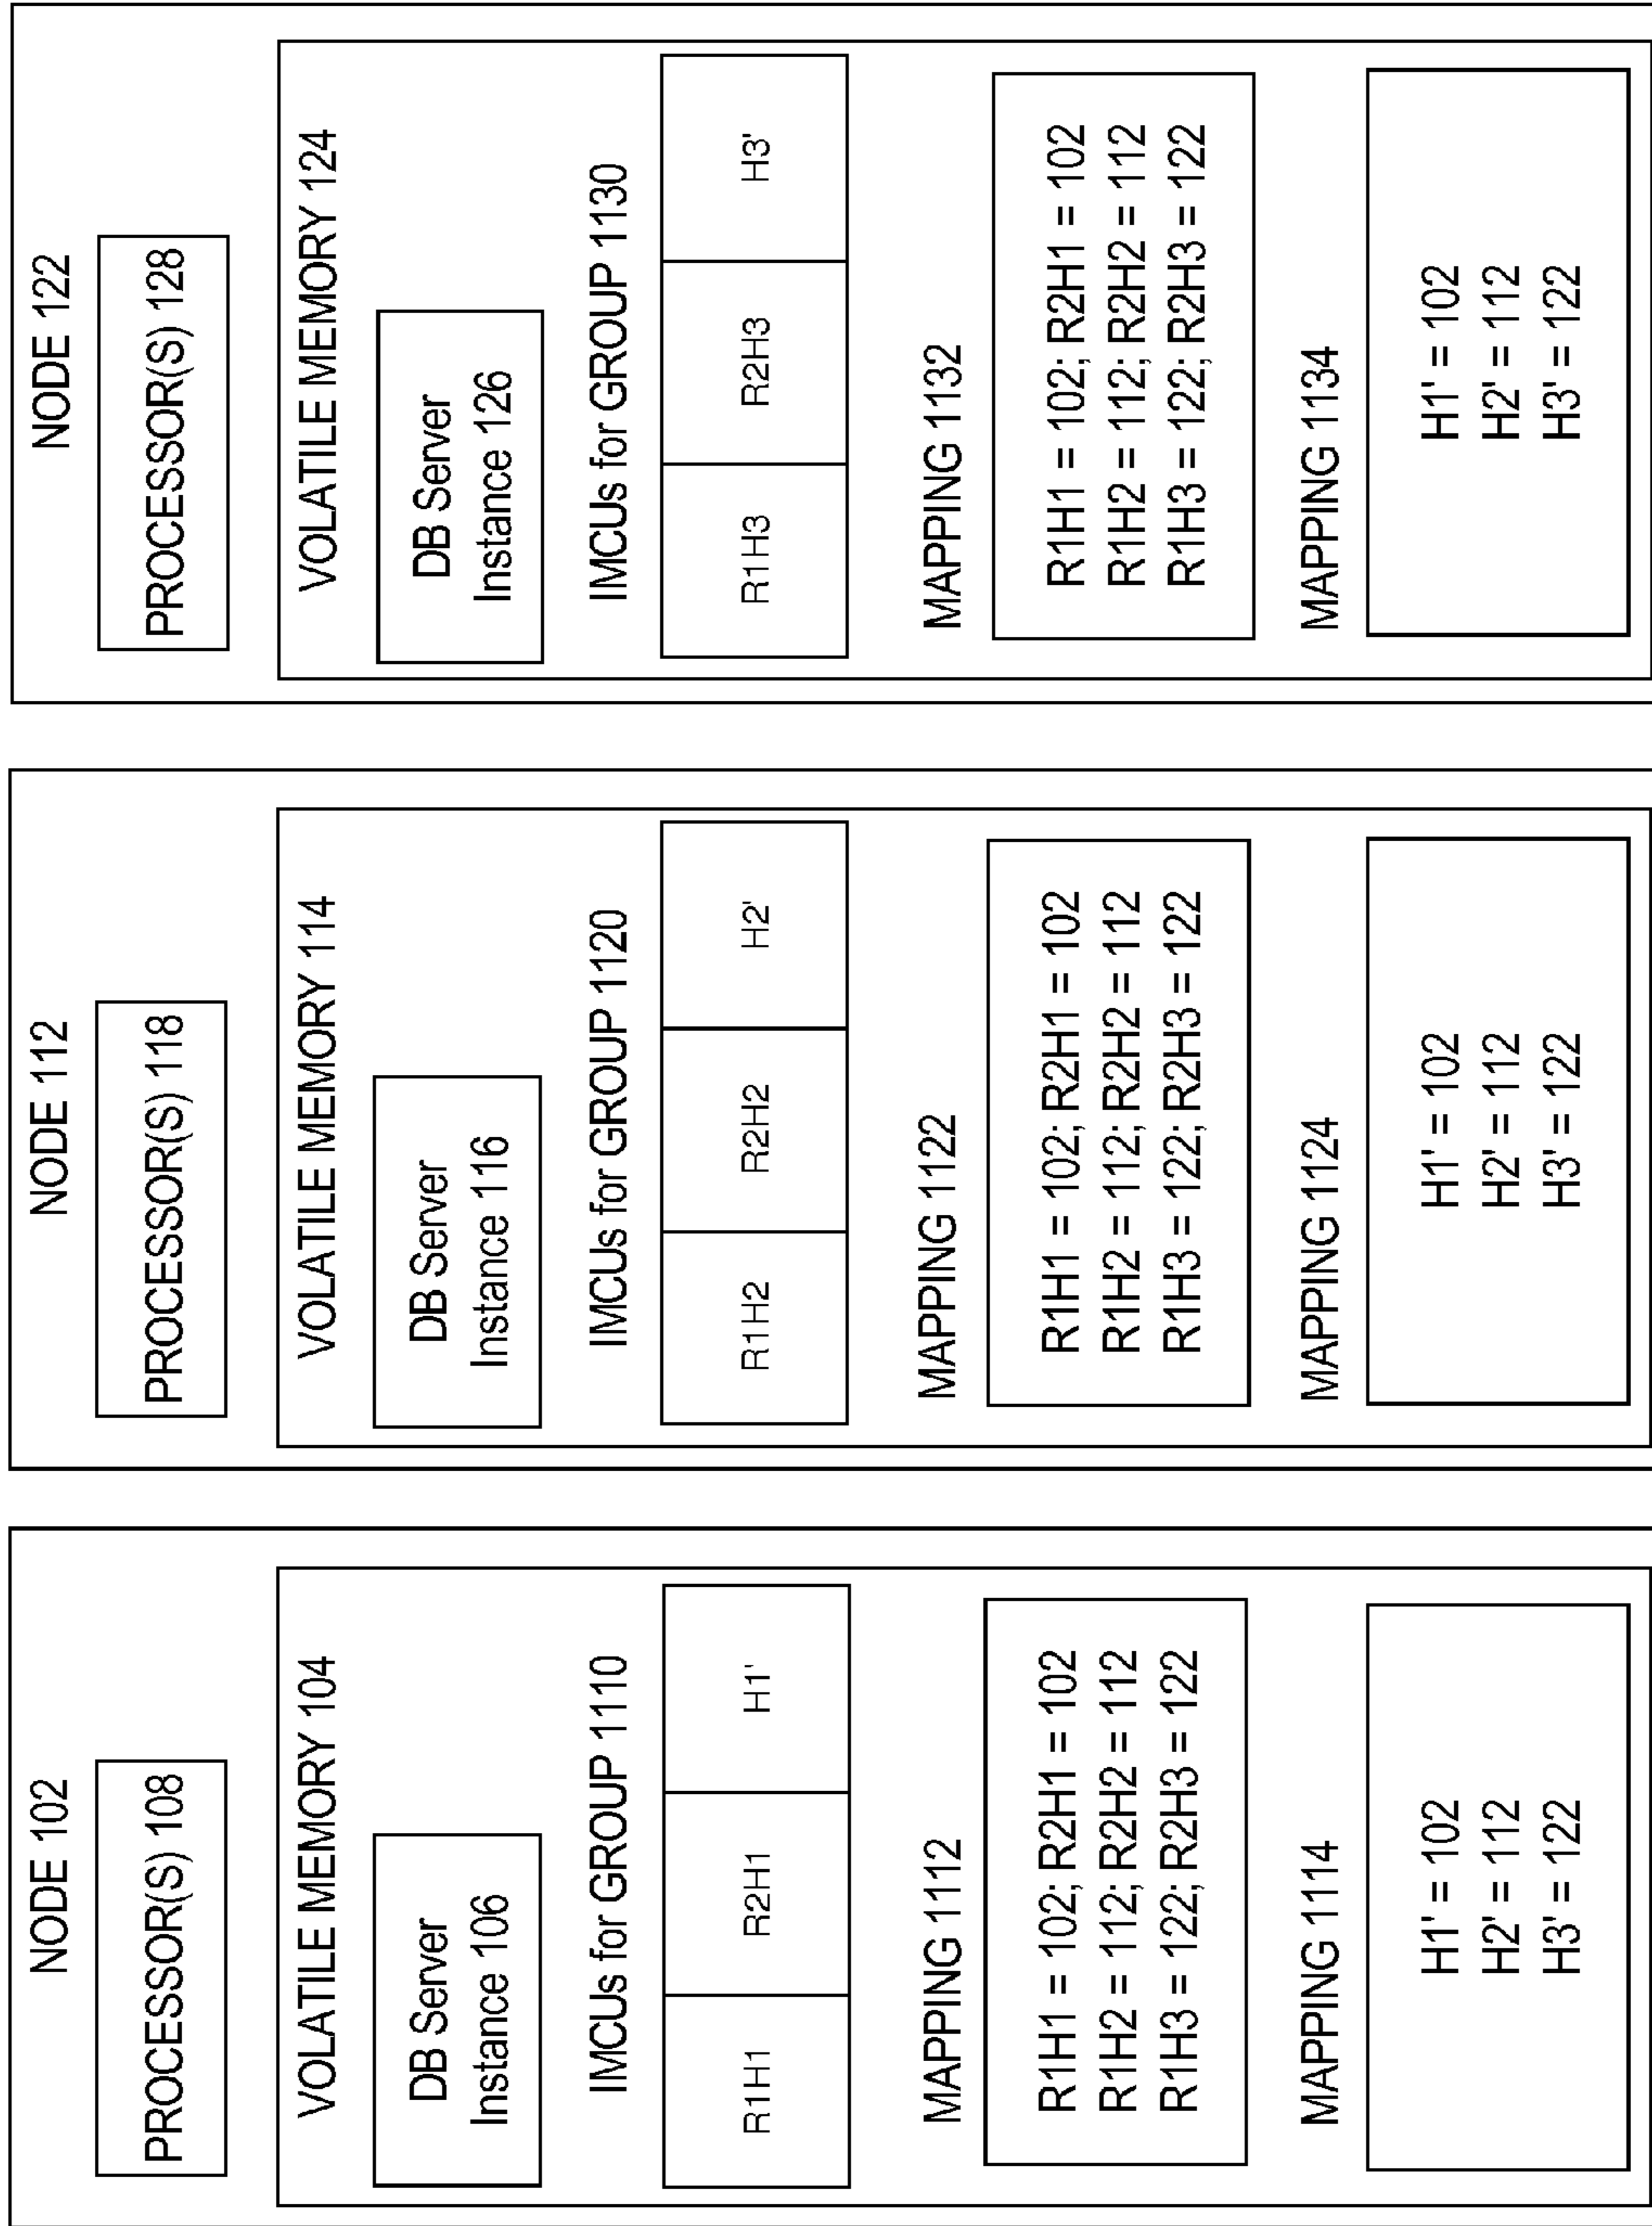 NODE 102
PROCESSOR(S) 108
VOLATILE MEMORY 104
DB Server
Instance 106
IMCUs for GROUP 1110
R1H1
R2H1
H1'
MAPPING 1112
R1H1 = 102; R2H1 = 102
R1H2 = 112; R2H2 = 112
R1H3 = 122; R2H3 = 122
MAPPING 1114
H1' = 102
H2' = 112
H3' = 122
NODE 112
PROCESSOR(S) 118
VOLATILE MEMORY 114
DB Server
Instance 116
IMCUs for GROUP 1120
R1H2
R2H2
H2'
MAPPING 1122
R1H1 = 102; R2H1 = 102
R1H2 = 112; R2H2 = 112
R1H3 = 122; R2H3 = 122
MAPPING 1124
H1' = 102
H2' = 112
H3' = 122
NODE 122
PROCESSOR(S) 128
VOLATILE MEMORY 124
DB Server
Instance 126
IMCUs for GROUP 1130
R1H3
R2H3
H3'
MAPPING 1132
R1H1 = 102; R2H1 = 102
R1H2 = 112; R2H2 = 112
R1H3 = 122; R2H3 = 122
MAPPING 1134
H1' = 102
H2' = 112
H3' = 122